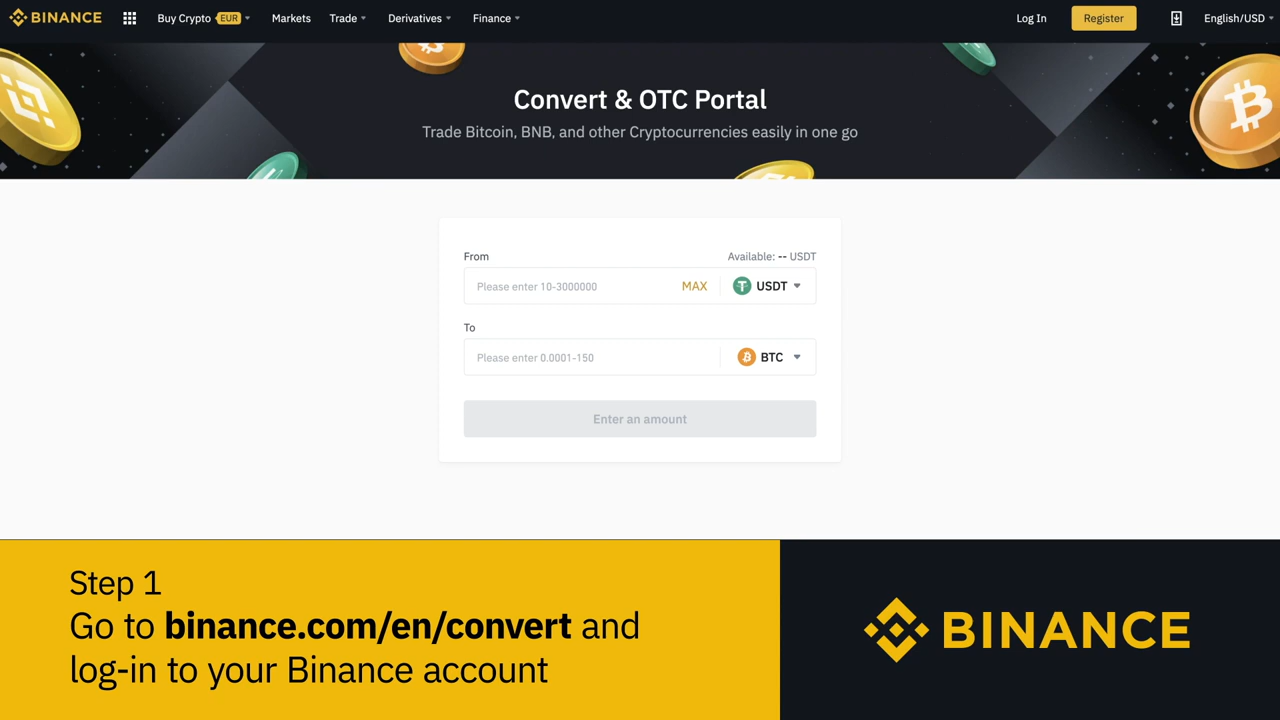 BINANCE
Buy Crypto EUR Markets Trade Derivatives Finance Log In Register English/USD
Convert & OTC Portal
Trade Bitcoin, BNB, and other Cryptocurrencies easily in one go
From Available: -- USDT
Please enter 10-3000000 MAX USDT
To
Please enter 0.0001-150 BTC
Enter an amount
Step 1
Go to binance.com/en/convert and
log-in to your Binance account
BINANCE